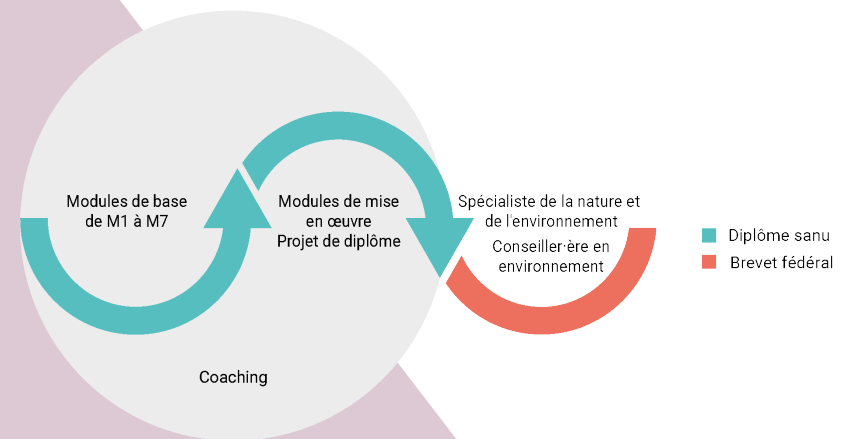 Modules de base
de M1 à M7
Modules de mise
en œuvre
Projet de diplôme
Spécialiste de la nature et
de l'environnement
Conseiller·ère en
environnement
Coaching
Diplôme sanu
Brevet fédéral